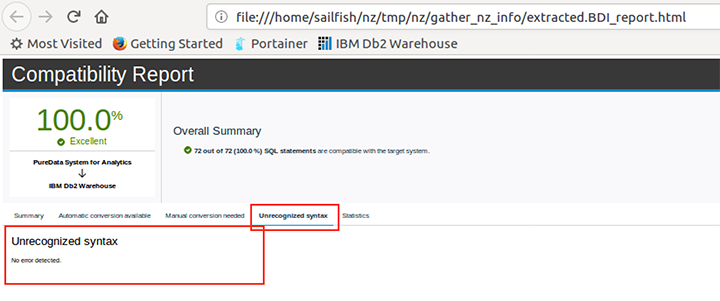 file:///home/sailfish/nz/tmp/nz/gather_nz_info/extracted.BDI_report.html
Most Visited Getting Started Portainer IBM Db2 Warehouse
Compatibility Report
100.0%
Excellent
PureData System for Analytics
IBM Db2 Warehouse
Overall Summary
72 out of 72 (100.0 %) SQL statements are compatible with the target system.
Summary Automatic conversion available Manual conversion needed Unrecognized syntax Statistics
Unrecognized syntax
No error detected.